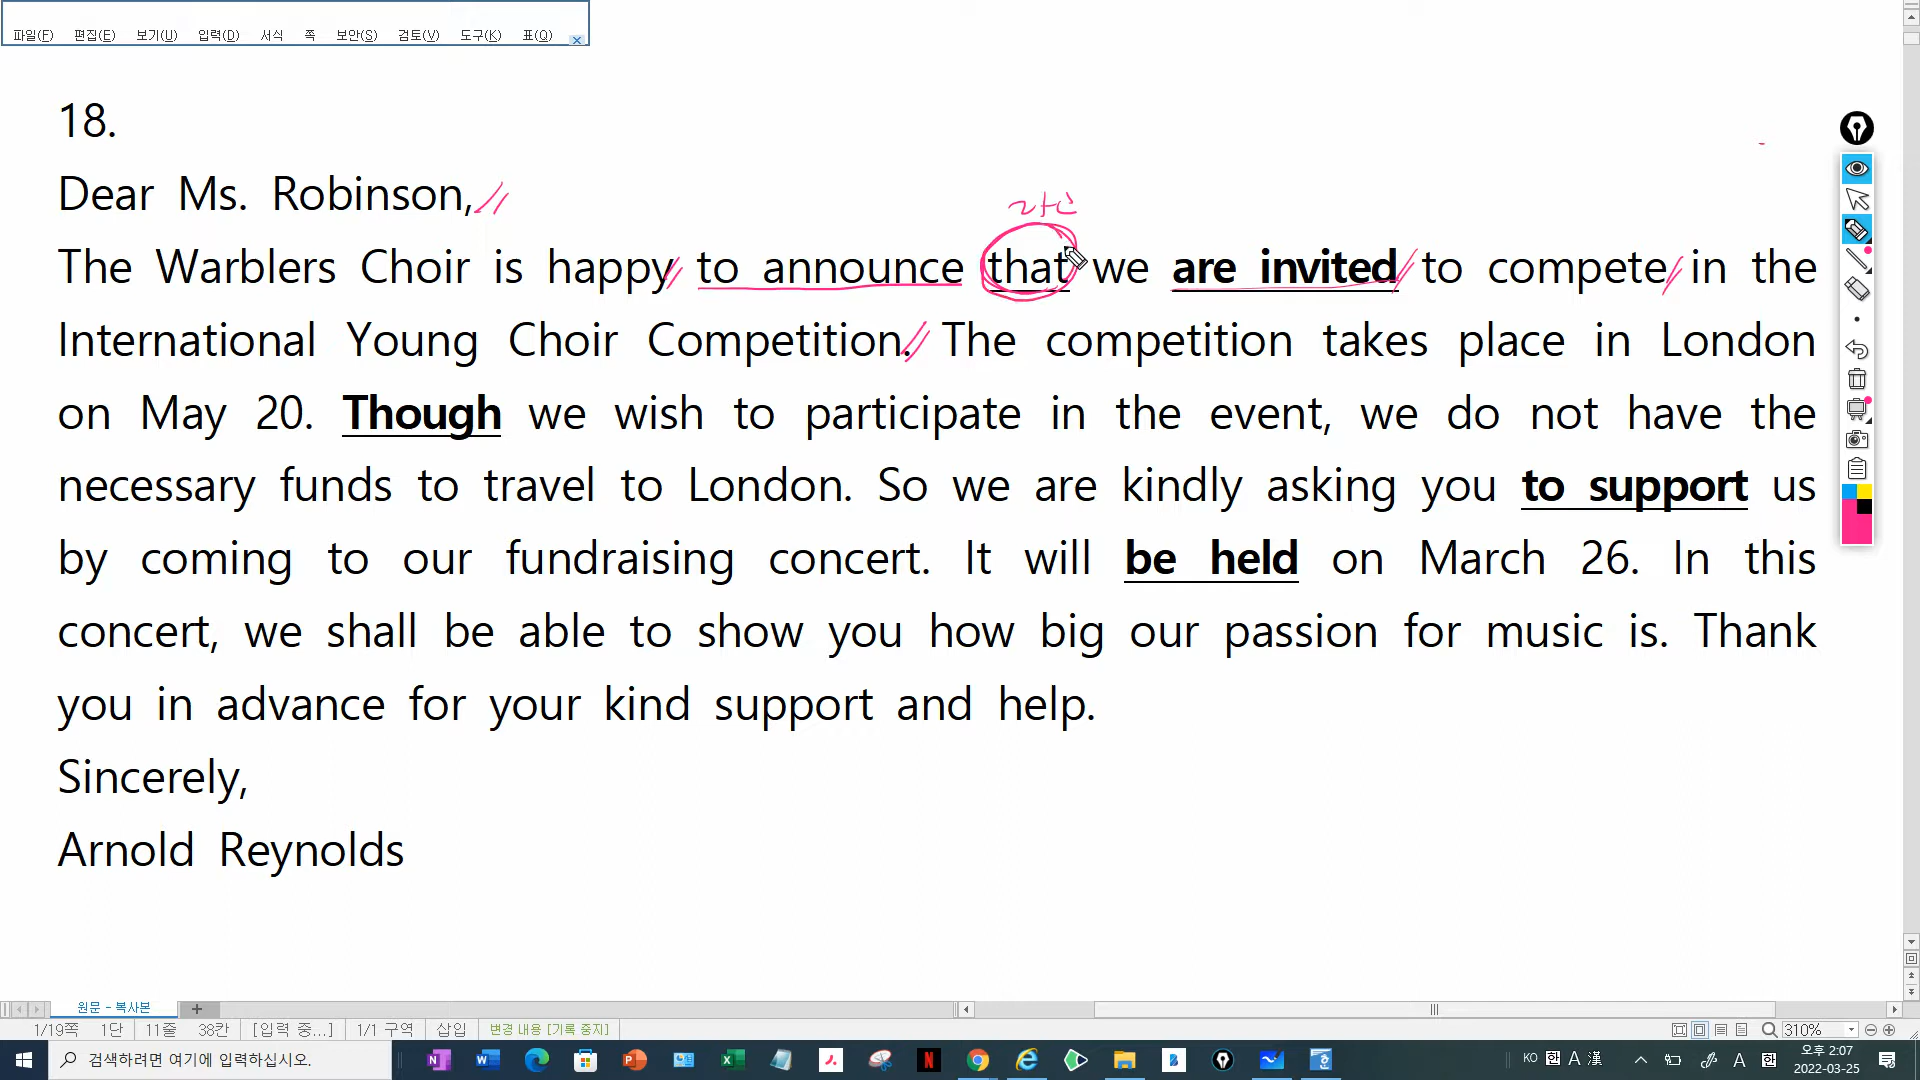 파일(F) 편집(E) 보기(U) 입력(D) 서식 쪽 보안(S) 검토(V) 도구(K) 표(Q)
18.
Dear Ms. Robinson,
The Warblers Choir is happy to announce that we are invited to compete in the
International Young Choir Competition. The competition takes place in London
on May 20. Though we wish to participate in the event, we do not have the
necessary funds to travel to London. So we are kindly asking you to support us
by coming to our fundraising concert. It will be held on March 26. In this
concert, we shall be able to show you how big our passion for music is. Thank
you in advance for your kind support and help.
Sincerely,
Arnold Reynolds
원문 - 복사본
1/19쪽 1단 11줄 38칸 [입력 중...] 1/1 구역 삽입 변경 내용 [기록 중지] 310%
검색하려면 여기에 입력하십시오. KO 한 A 漢 A 한 오후 2:07
2022-03-25